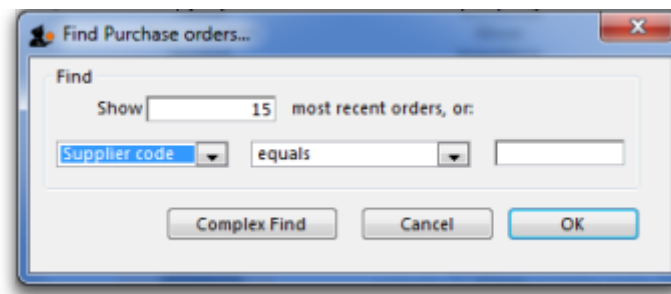 Find Purchase orders...
Find
Show 15 most recent orders, or:
Supplier code equals
Complex Find Cancel OK